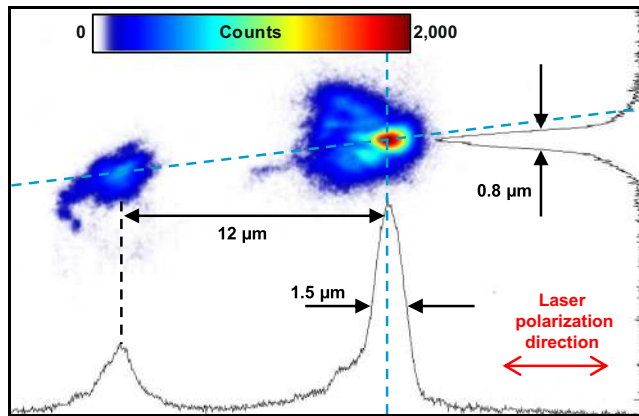 0 Counts 2,000
0.8 µm
12 µm
1.5 µm
Laser
polarization
direction